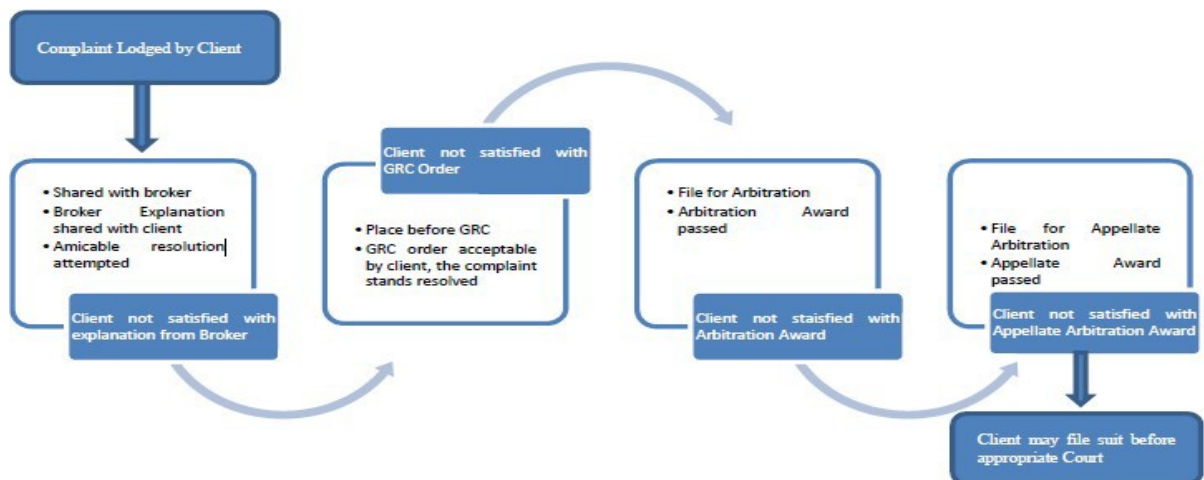 Complaint Lodged by Client
• Shared with broker
• Broker Explanation
shared with client
• Amicable resolution
attempted
Client not satisfied with
explanation from Broker
Client not satisfied with
GRC Order
• Place before GRC
• GRC order acceptable
by client, the complaint
stands resolved
• File for Arbitration
• Arbitration Award
passed
Client not staisfied with
Arbitration Award
• File for Appellate
Arbitration
• Appellate Award
passed
Client not satisfied with
Appellate Arbitration Award
Client may file suit before
appropriate Court